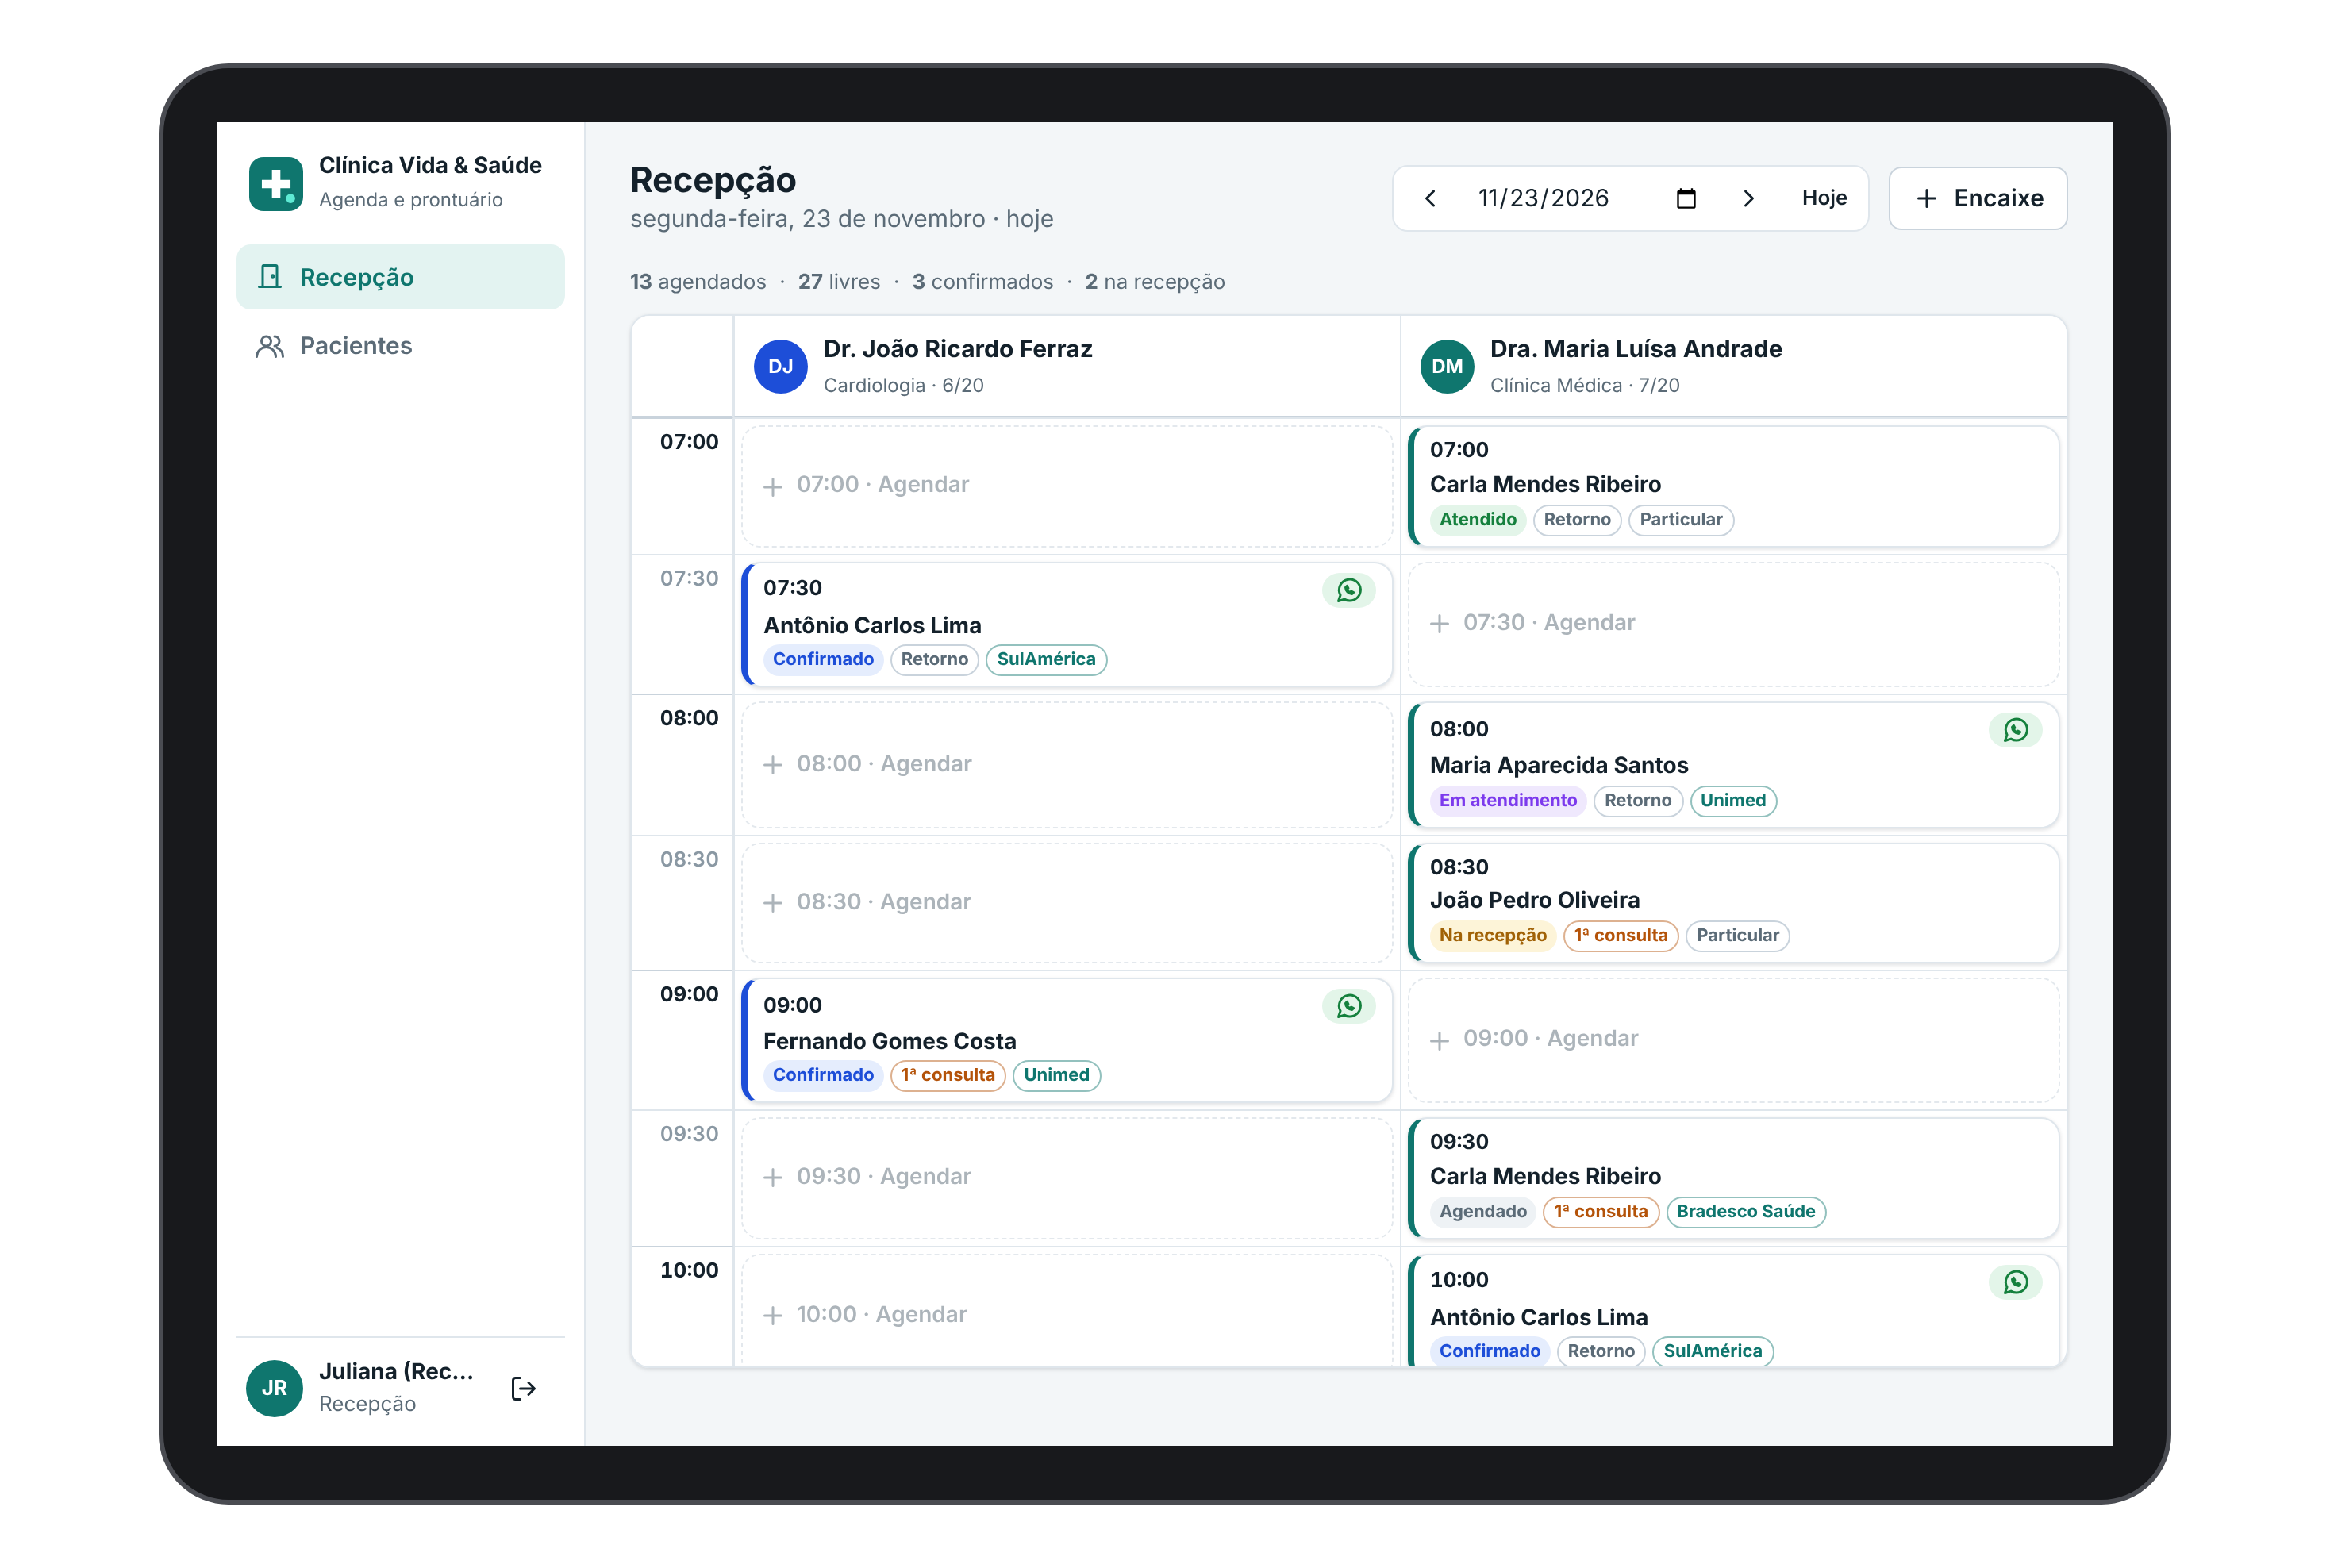 Clínica Vida & Saúde
Agenda e prontuário
Recepção
Pacientes
Juliana (Rec...
JR
Recepção
Recepção
segunda-feira, 23 de novembro · hoje
11/23/2026
Hoje
+ Encaixe
13 agendados · 27 livres · 3 confirmados · 2 na recepção
DJ
Dr. João Ricardo Ferraz
Cardiologia · 6/20
DM
Dra. Maria Luísa Andrade
Clínica Médica · 7/20
07:00
+ 07:00 · Agendar
07:00
Carla Mendes Ribeiro
Atendido Retorno Particular
07:30
07:30
Antônio Carlos Lima
Confirmado Retorno SulAmérica
+ 07:30 · Agendar
08:00
+ 08:00 · Agendar
08:00
Maria Aparecida Santos
Em atendimento Retorno Unimed
08:30
+ 08:30 · Agendar
08:30
João Pedro Oliveira
Na recepção 1ª consulta Particular
09:00
09:00
Fernando Gomes Costa
Confirmado 1ª consulta Unimed
+ 09:00 · Agendar
09:30
+ 09:30 · Agendar
09:30
Carla Mendes Ribeiro
Agendado 1ª consulta Bradesco Saúde
10:00
+ 10:00 · Agendar
10:00
Antônio Carlos Lima
Confirmado Retorno SulAmérica